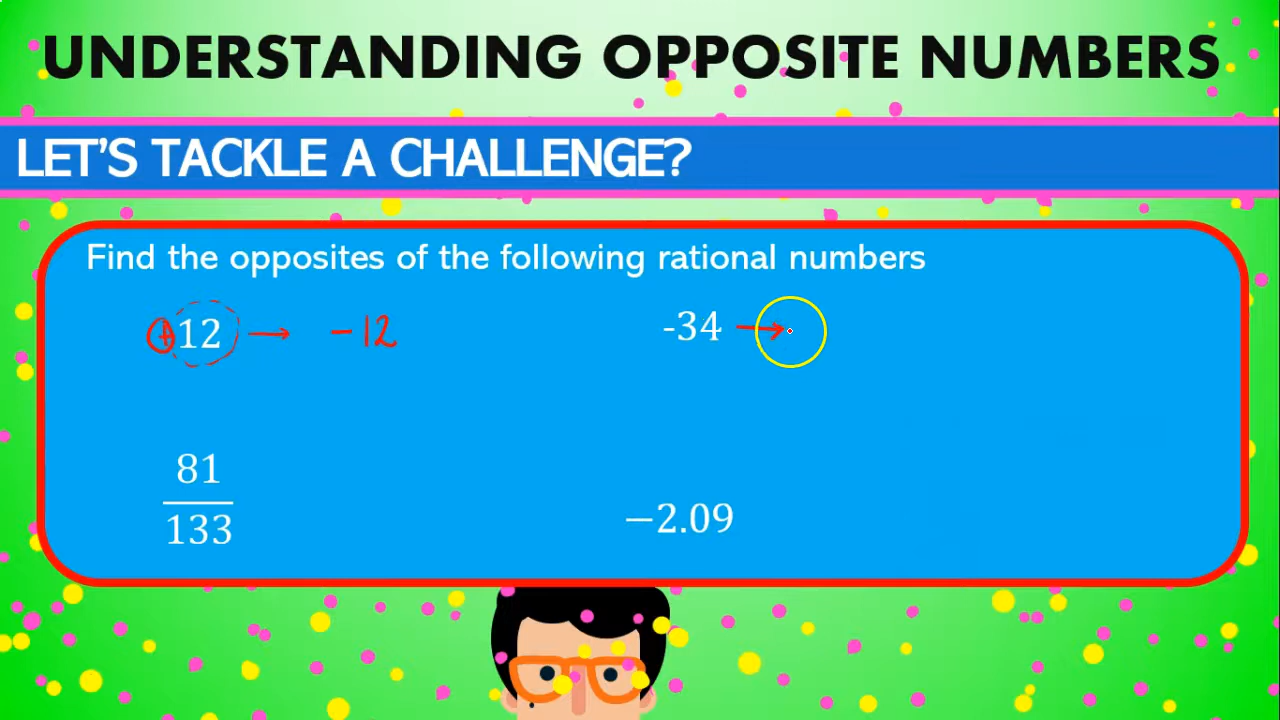 UNDERSTANDING OPPOSITE NUMBERS
LET'S TACKLE A CHALLENGE?
Find the opposites of the following rational numbers
+12 → −12
-34 →
81
133
−2.09